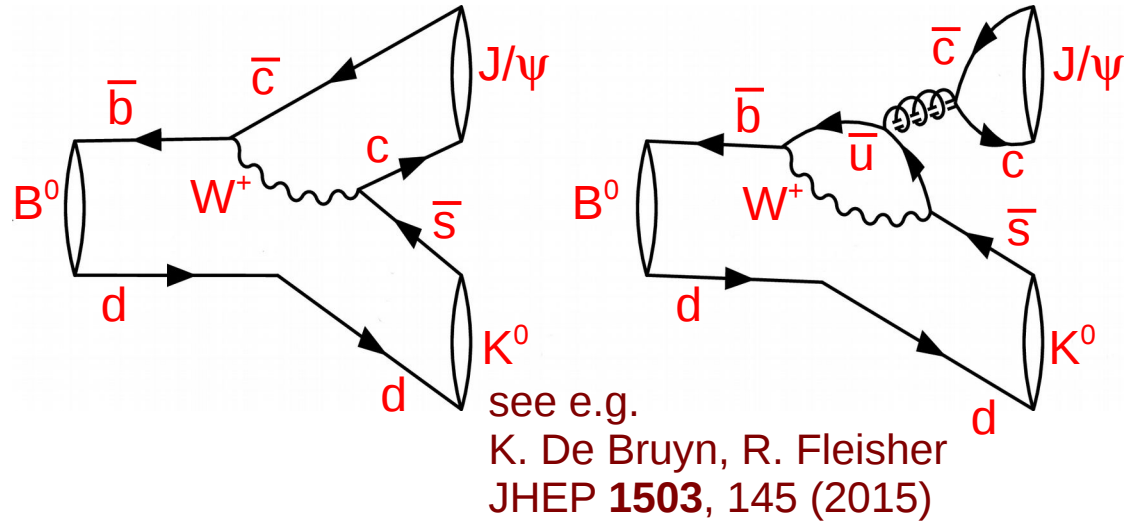 b̅
c̅
J/ψ
c
B⁰
W⁺
s̅
d
K⁰
d
b̅
c̅
J/ψ
u̅
c
B⁰
W⁺
s̅
d
K⁰
d
see e.g.
K. De Bruyn, R. Fleisher
JHEP 1503, 145 (2015)